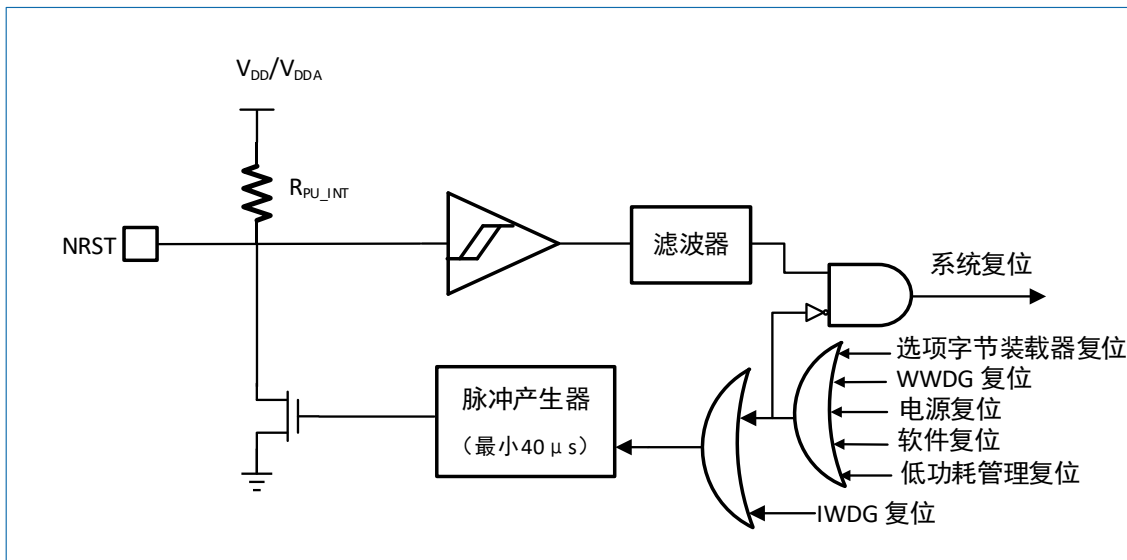 VDD/VDDA
RPU_INT
NRST
滤波器
系统复位
选项字节装载器复位
WWDG 复位
电源复位
软件复位
低功耗管理复位
脉冲产生器
（最小40μs）
IWDG 复位